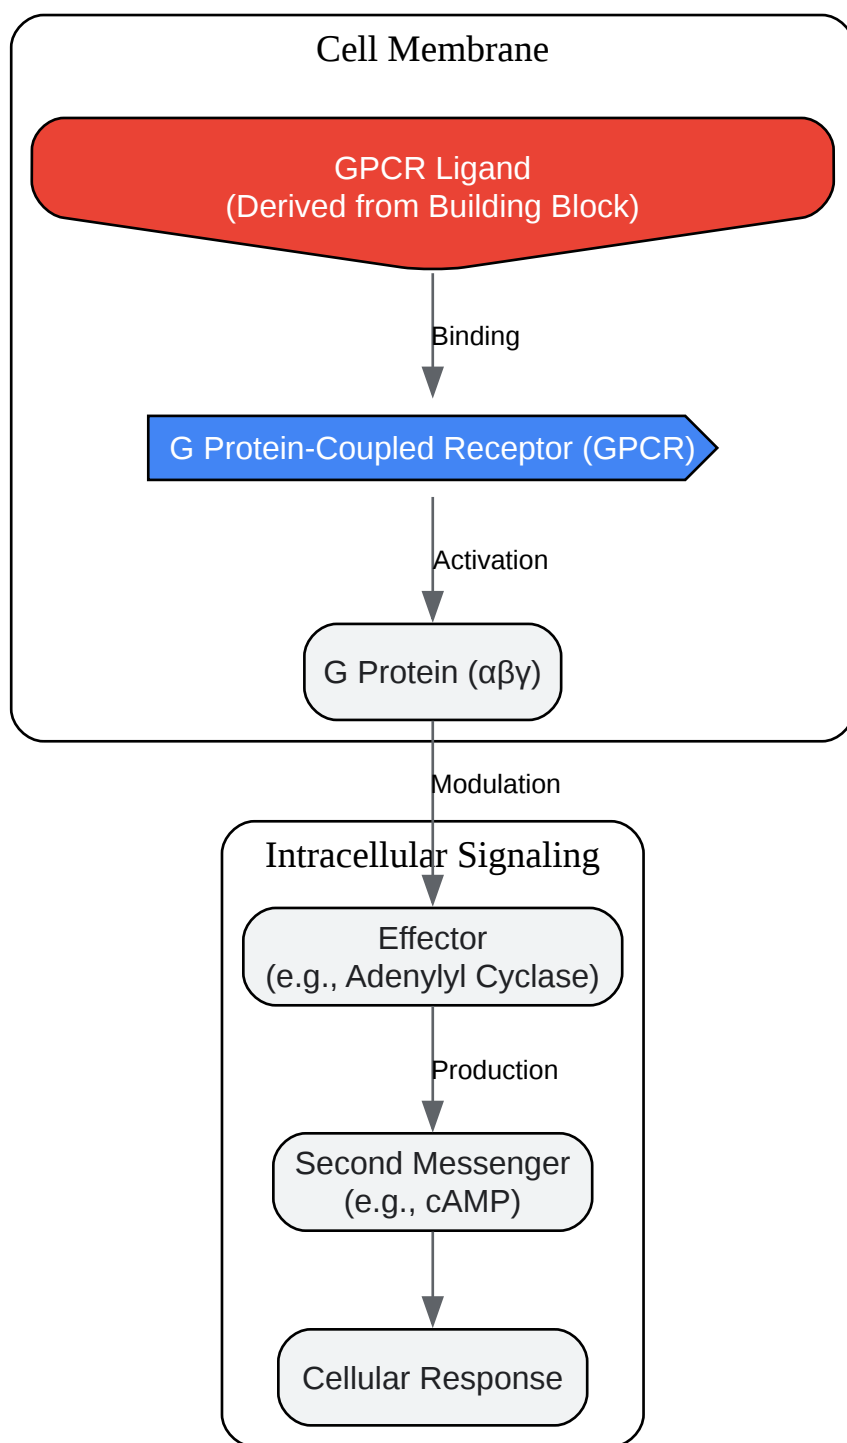 Cell Membrane
GPCR Ligand
(Derived from Building Block)
Binding
G Protein-Coupled Receptor (GPCR)
Activation
G Protein (αβγ)
Modulation
Intracellular Signaling
Effector
(e.g., Adenylyl Cyclase)
Production
Second Messenger
(e.g., cAMP)
Cellular Response